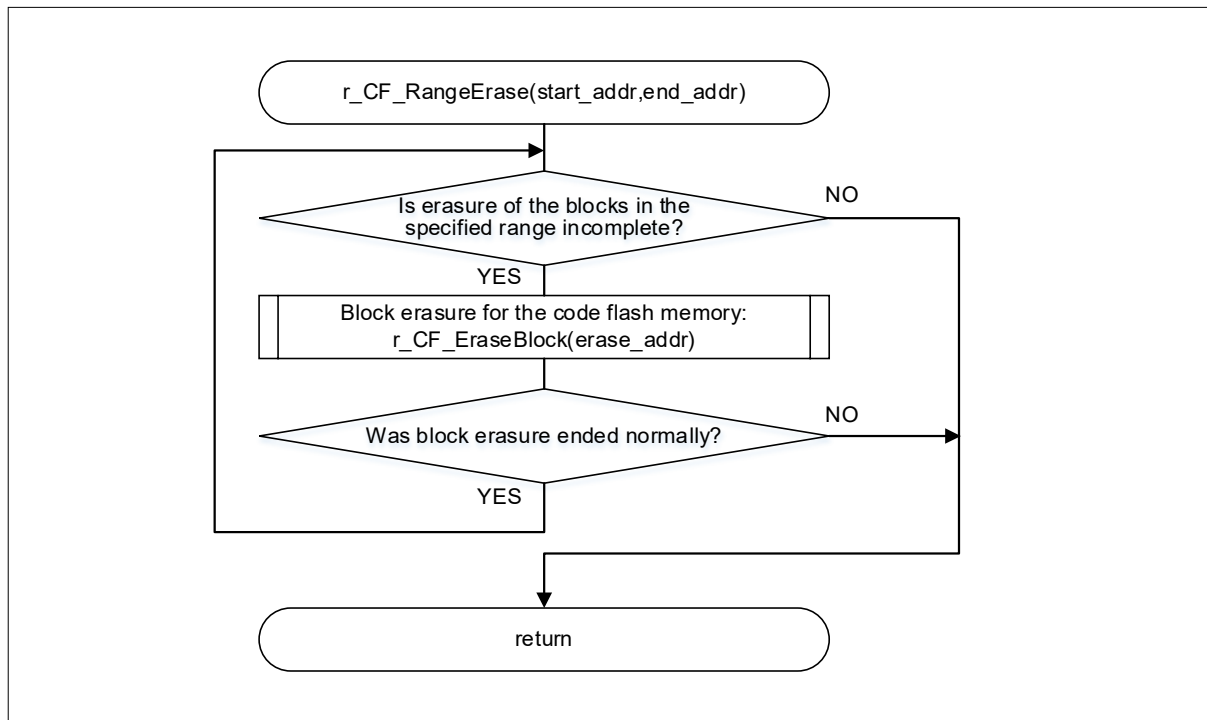 r_CF_RangeErase(start_addr,end_addr)
Is erasure of the blocks in the
specified range incomplete?
NO
YES
Block erasure for the code flash memory:
r_CF_EraseBlock(erase_addr)
Was block erasure ended normally?
NO
YES
return